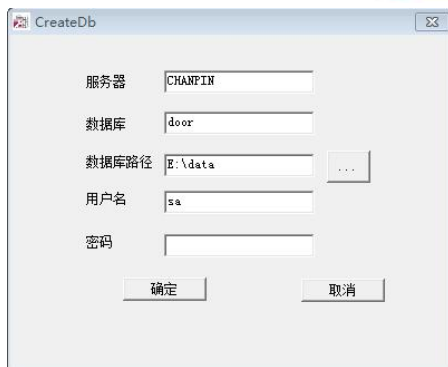 CreateDb
服务器 CHANPIN
数据库 door
数据库路径 E:\data ...
用户名 sa
密码
确定 取消